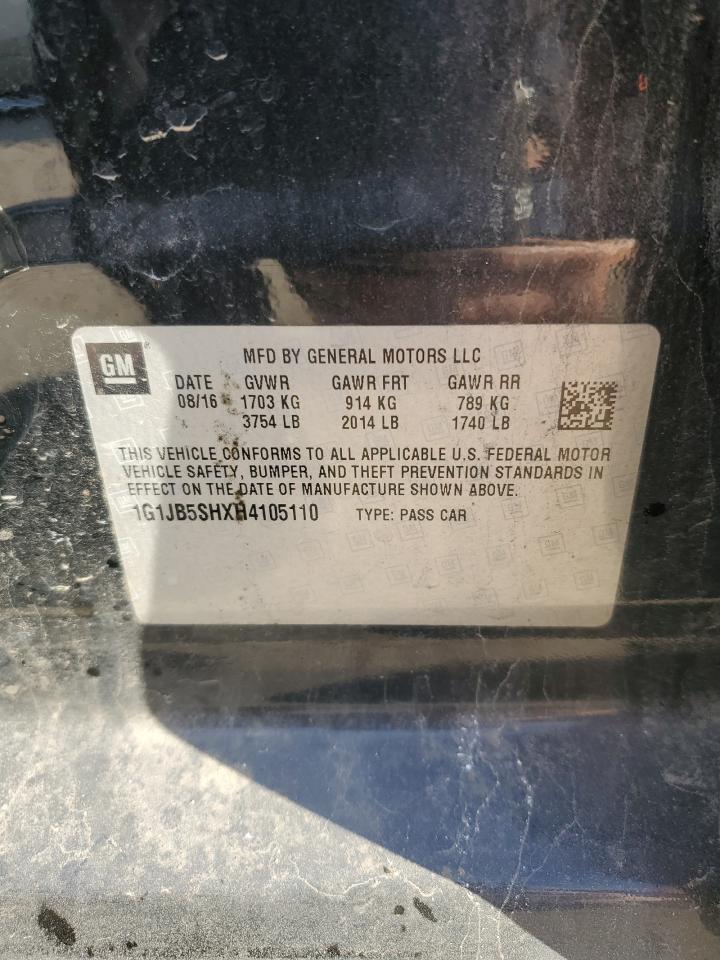 GM
MFD BY GENERAL MOTORS LLC
DATE GVWR GAWR FRT GAWR RR
08/16 1703 KG 914 KG 789 KG
3754 LB 2014 LB 1740 LB
THIS VEHICLE CONFORMS TO ALL APPLICABLE U.S. FEDERAL MOTOR
VEHICLE SAFETY, BUMPER, AND THEFT PREVENTION STANDARDS IN
EFFECT ON THE DATE OF MANUFACTURE SHOWN ABOVE.
1G1JB5SHXH4105110 TYPE: PASS CAR